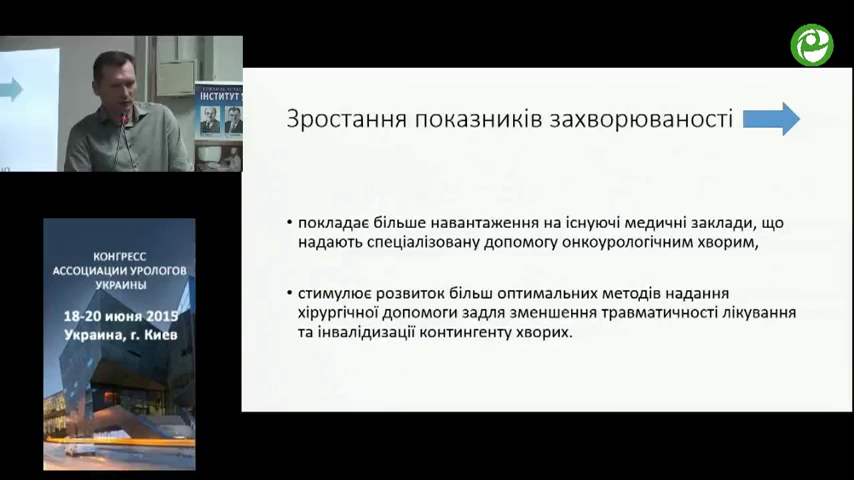 ІНСТИТУТ
Зростання показників захворюваності
• покладає більше навантаження на існуючі медичні заклади, що
надають спеціалізовану допомогу онкоурологічним хворим,
• стимулює розвиток більш оптимальних методів надання
хірургічної допомоги задля зменшення травматичності лікування
та інвалідизації контингенту хворих.
КОНГРЕСС
АССОЦИАЦИИ УРОЛОГОВ
УКРАИНЫ
18-20 июня 2015
Украина, г. Киев